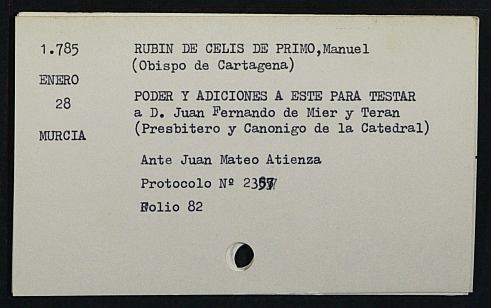 1.785 RUBIN DE CELIS DE PRIMO,Manuel
(Obispo de Cartagena)
ENERO
28 PODER Y ADICIONES A ESTE PARA TESTAR
a D. Juan Fernando de Mier y Teran
MURCIA (Presbitero y Canonigo de la Catedral)
Ante Juan Mateo Atienza
Protocolo Nº
Folio 82